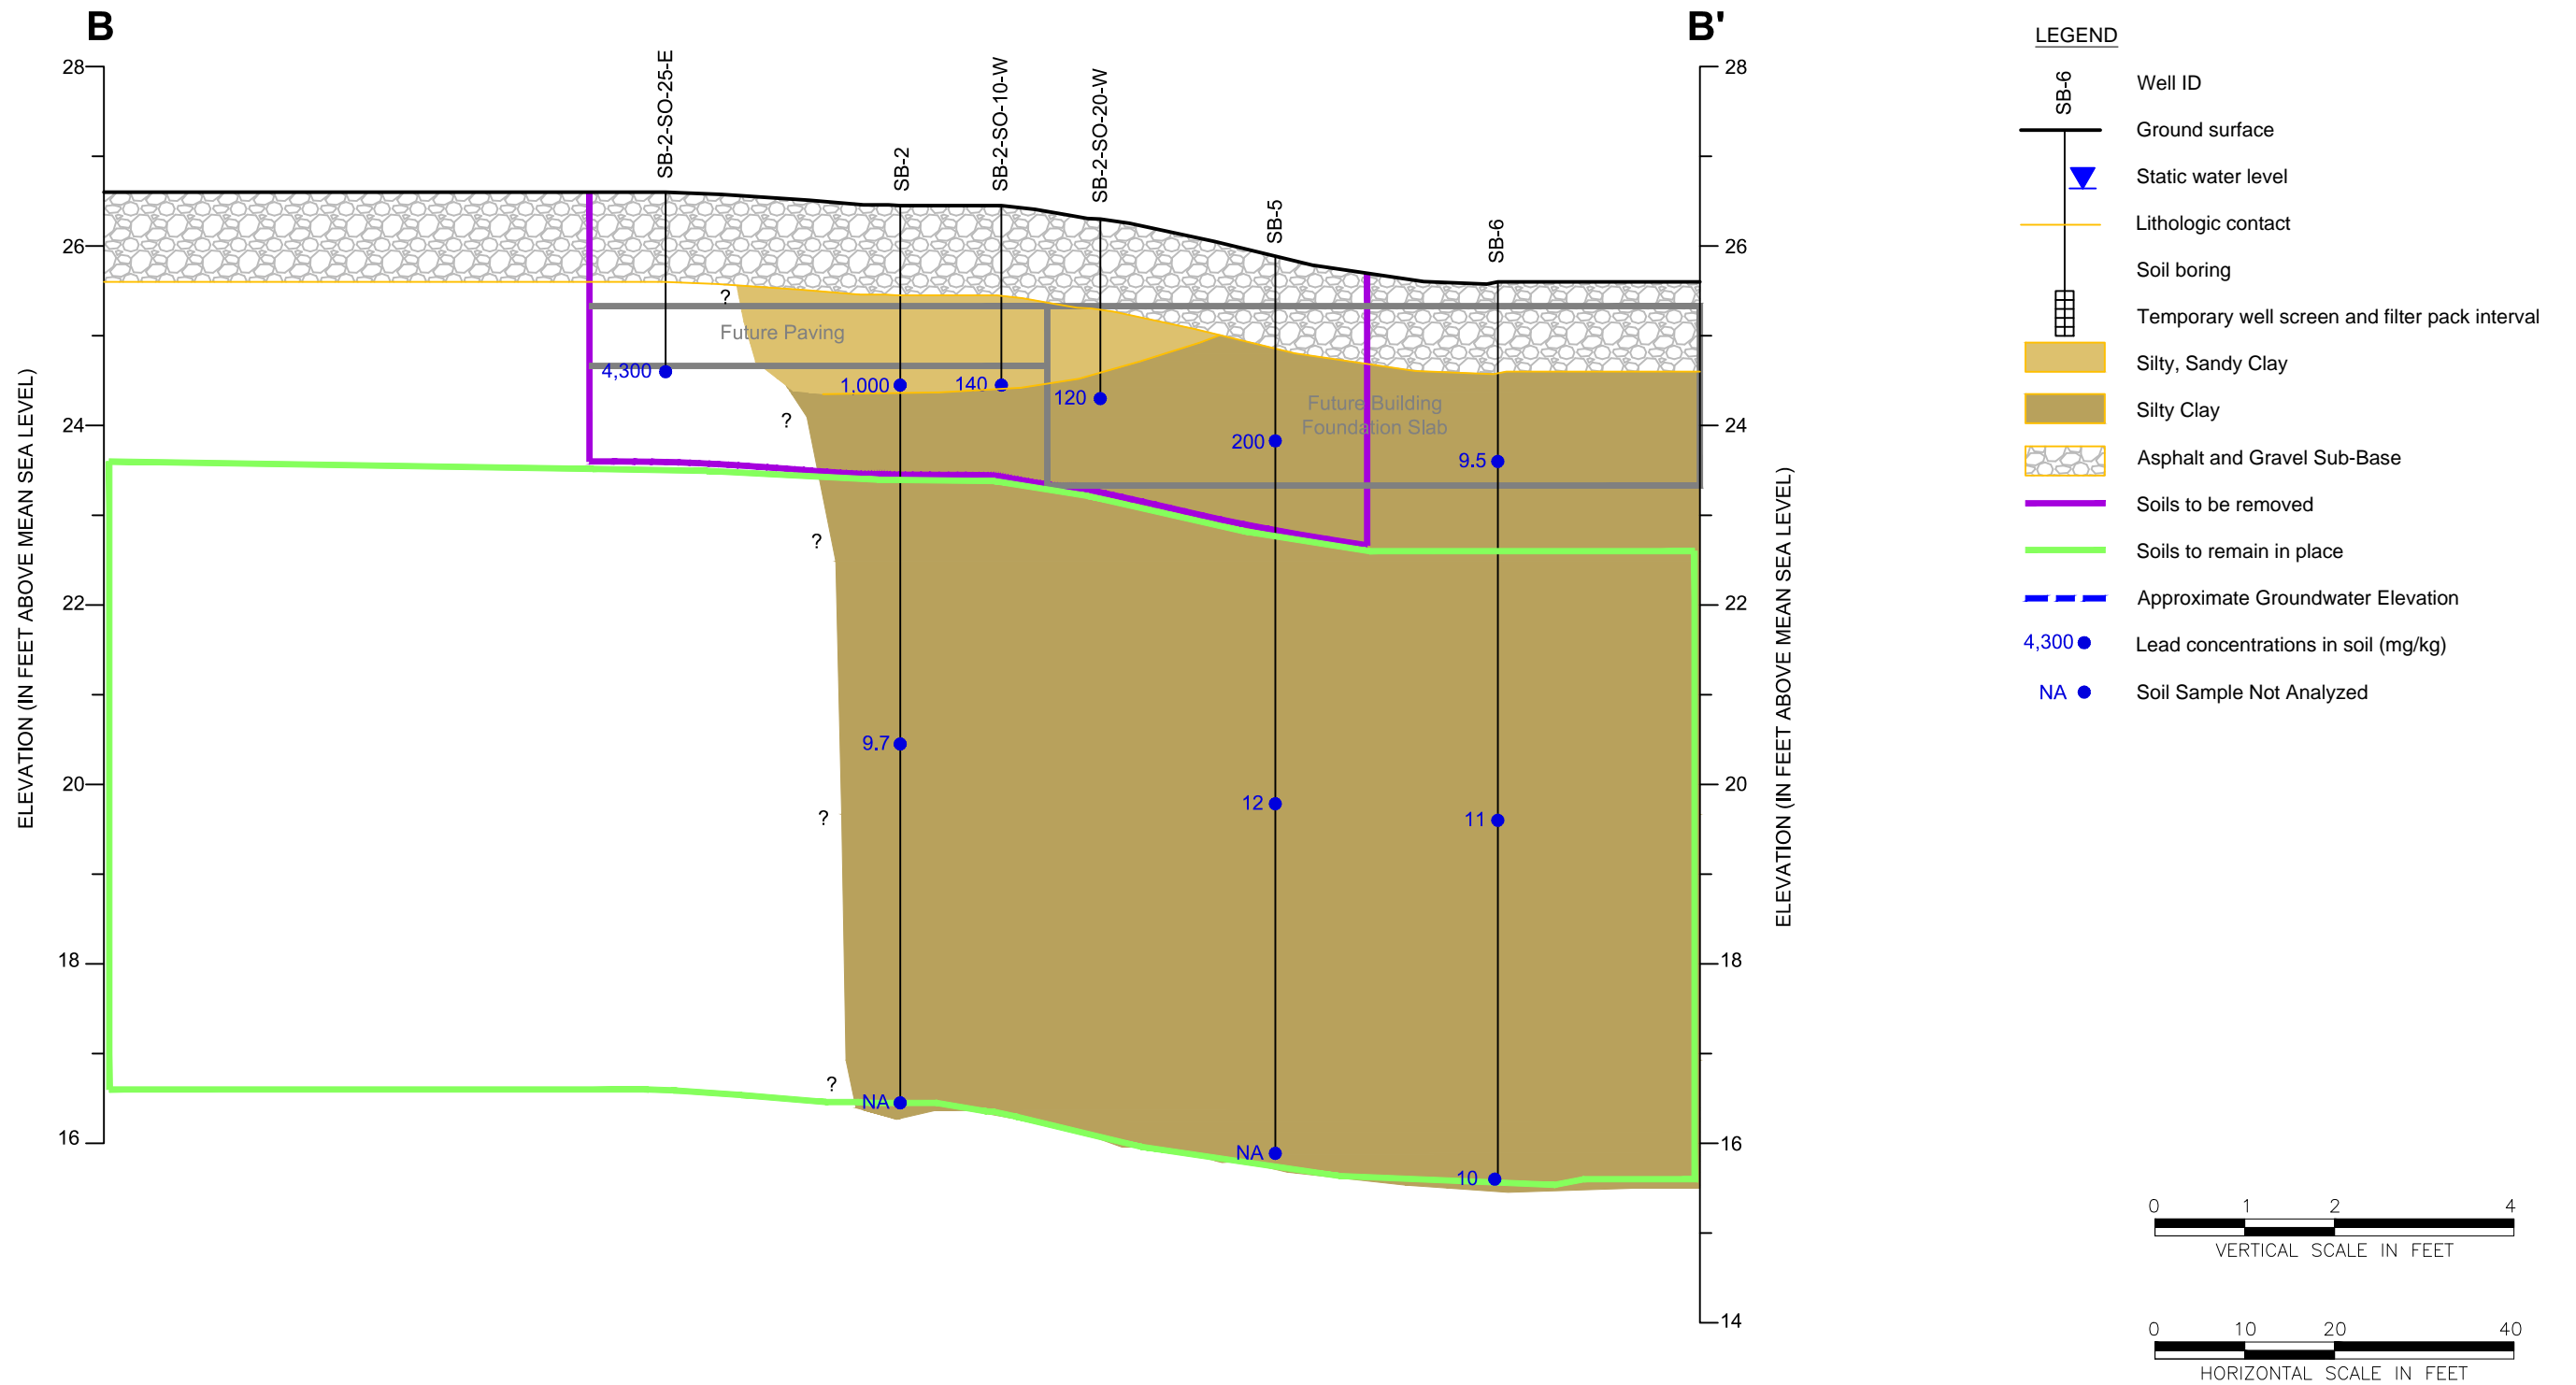 B
B'
28
26
24
22
20
18
16
ELEVATION (IN FEET ABOVE MEAN SEA LEVEL)
SB-2-SO-25-E
SB-2
SB-2-SO-10-W
SB-2-SO-20-W
SB-5
SB-6
?
Future Paving
4,300
1,000
140
120
?
Future Building
Foundation Slab
200
9.5
?
9.7
12
?
11
?
NA
NA
10
28
26
24
22
20
18
16
14
ELEVATION (IN FEET ABOVE MEAN SEA LEVEL)
LEGEND
SB-6
Well ID
Ground surface
Static water level
Lithologic contact
Soil boring
Temporary well screen and filter pack interval
Silty, Sandy Clay
Silty Clay
Asphalt and Gravel Sub-Base
Soils to be removed
Soils to remain in place
Approximate Groundwater Elevation
4,300 Lead concentrations in soil (mg/kg)
NA Soil Sample Not Analyzed
0 1 2 4
VERTICAL SCALE IN FEET
0 10 20 40
HORIZONTAL SCALE IN FEET